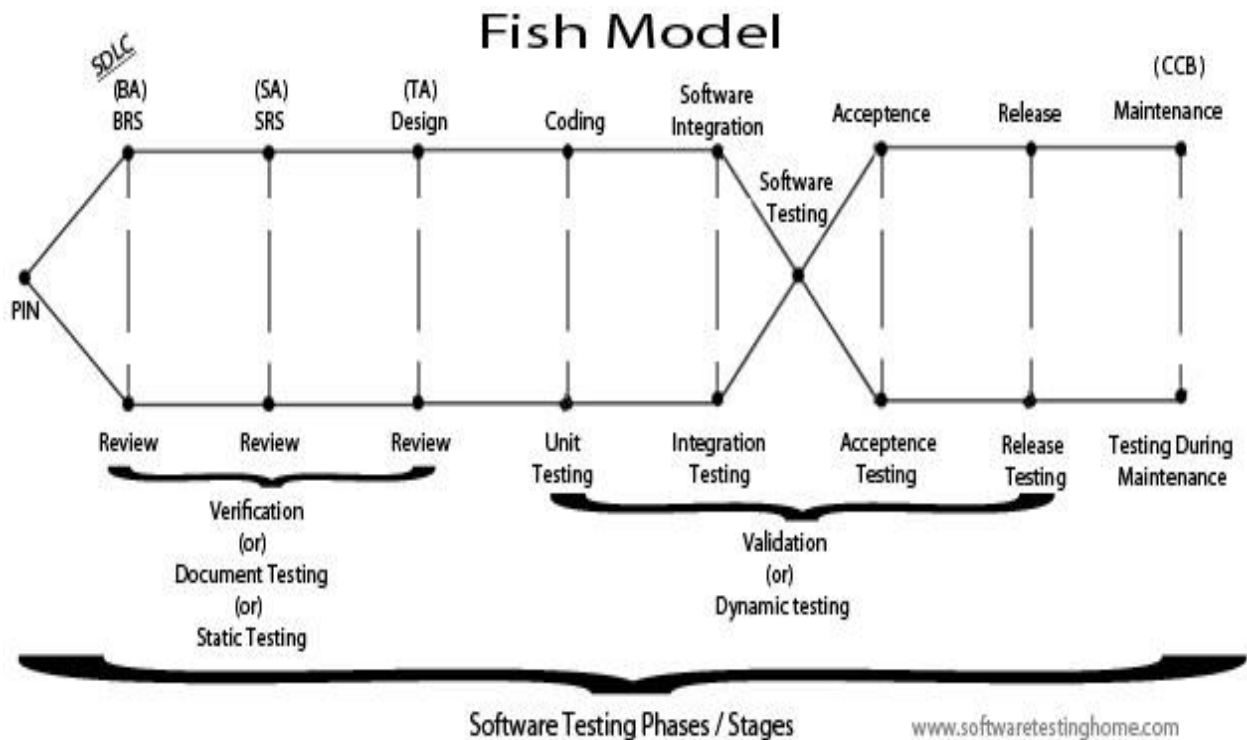 Fish Model
SDLC
(BA)
BRS
(SA)
SRS
(TA)
Design
Coding
Software
Integration
Software
Testing
Acceptence
Release
(CCB)
Maintenance
PIN
Review
Review
Review
Unit
Testing
Integration
Testing
Acceptence
Testing
Release
Testing
Testing During
Maintenance
Verification
(or)
Document Testing
(or)
Static Testing
Validation
(or)
Dynamic testing
Software Testing Phases / Stages
www.softwaretestinghome.com